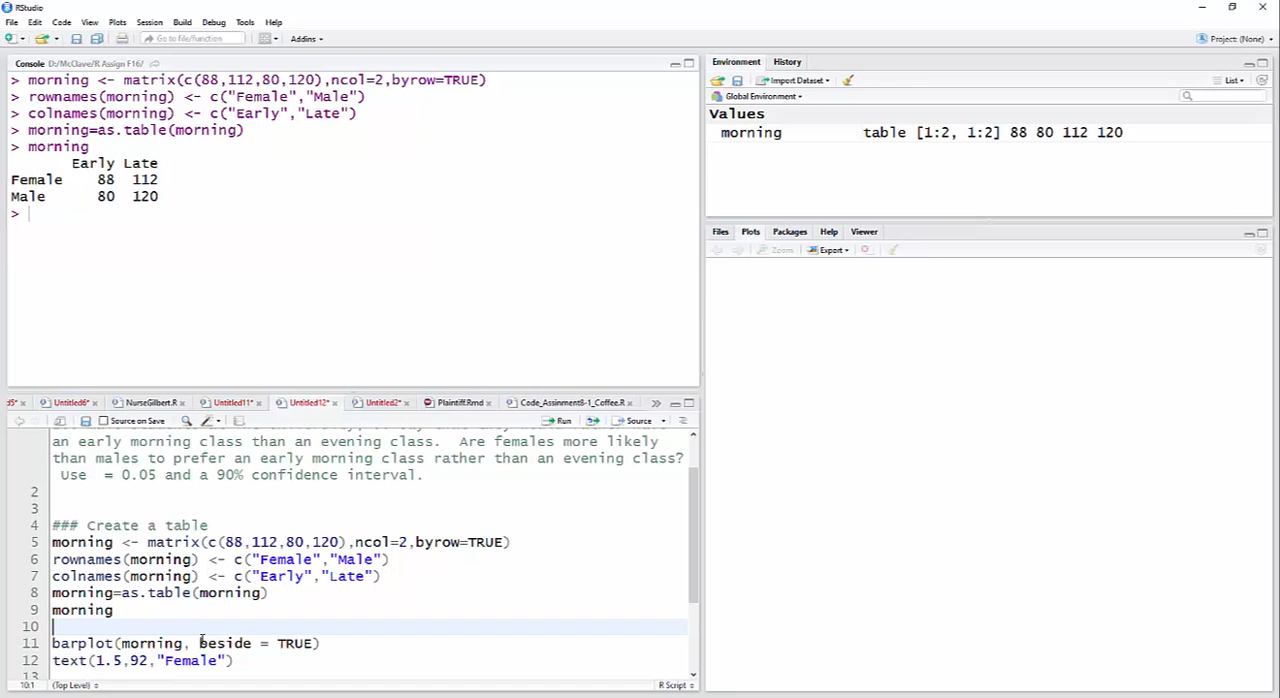 RStudio
File Edit Code View Plots Session Build Debug Tools Help
Go to file/function Addins Project: (None)
Console D:/McClave/R Assign F16/
> morning <- matrix(c(88,112,80,120),ncol=2,byrow=TRUE)
> rownames(morning) <- c("Female","Male")
> colnames(morning) <- c("Early","Late")
> morning=as.table(morning)
> morning
Early Late
Female 88 112
Male 80 120
>
Environment History
Import Dataset List
Global Environment
Values
morning table [1:2, 1:2] 88 80 112 120
Files Plots Packages Help Viewer
Zoom Export
d5* Untitled6* NurseGilbert.R Untitled11* Untitled12* Untitled2* Plaintiff.Rmd Code_Assinment8-1_Coffee.R
Source on Save Run Source
an early morning class than an evening class. Are females more likely
than males to prefer an early morning class rather than an evening class?
Use = 0.05 and a 90% confidence interval.
2
3
4 ### Create a table
5 morning <- matrix(c(88,112,80,120),ncol=2,byrow=TRUE)
6 rownames(morning) <- c("Female","Male")
7 colnames(morning) <- c("Early","Late")
8 morning=as.table(morning)
9 morning
10
11 barplot(morning, beside = TRUE)
12 text(1.5,92,"Female")
13
10:1 (Top Level) R Script